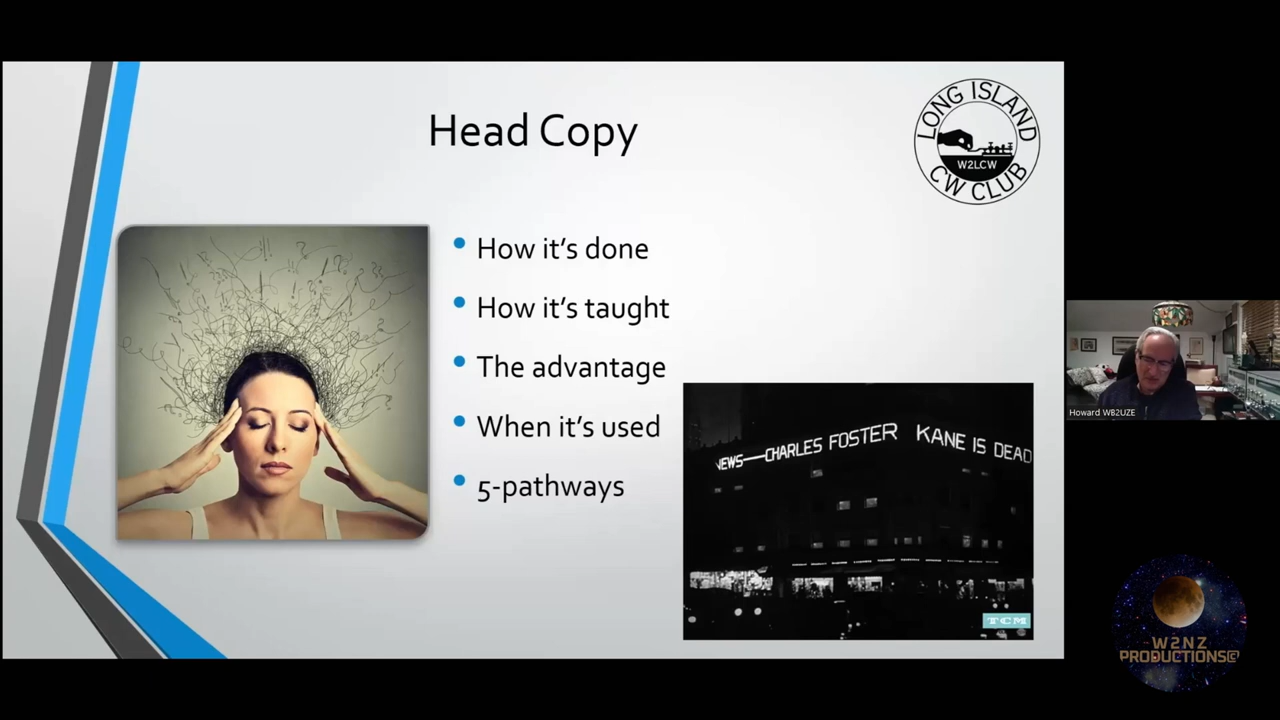 Head Copy
LONG ISLAND
W2LCW
CW CLUB
How it's done
How it's taught
The advantage
When it's used
5-pathways
NEWS—CHARLES FOSTER KANE IS DEAD
TCM
Howard WB2UZE
W2NZ
PRODUCTIONS©